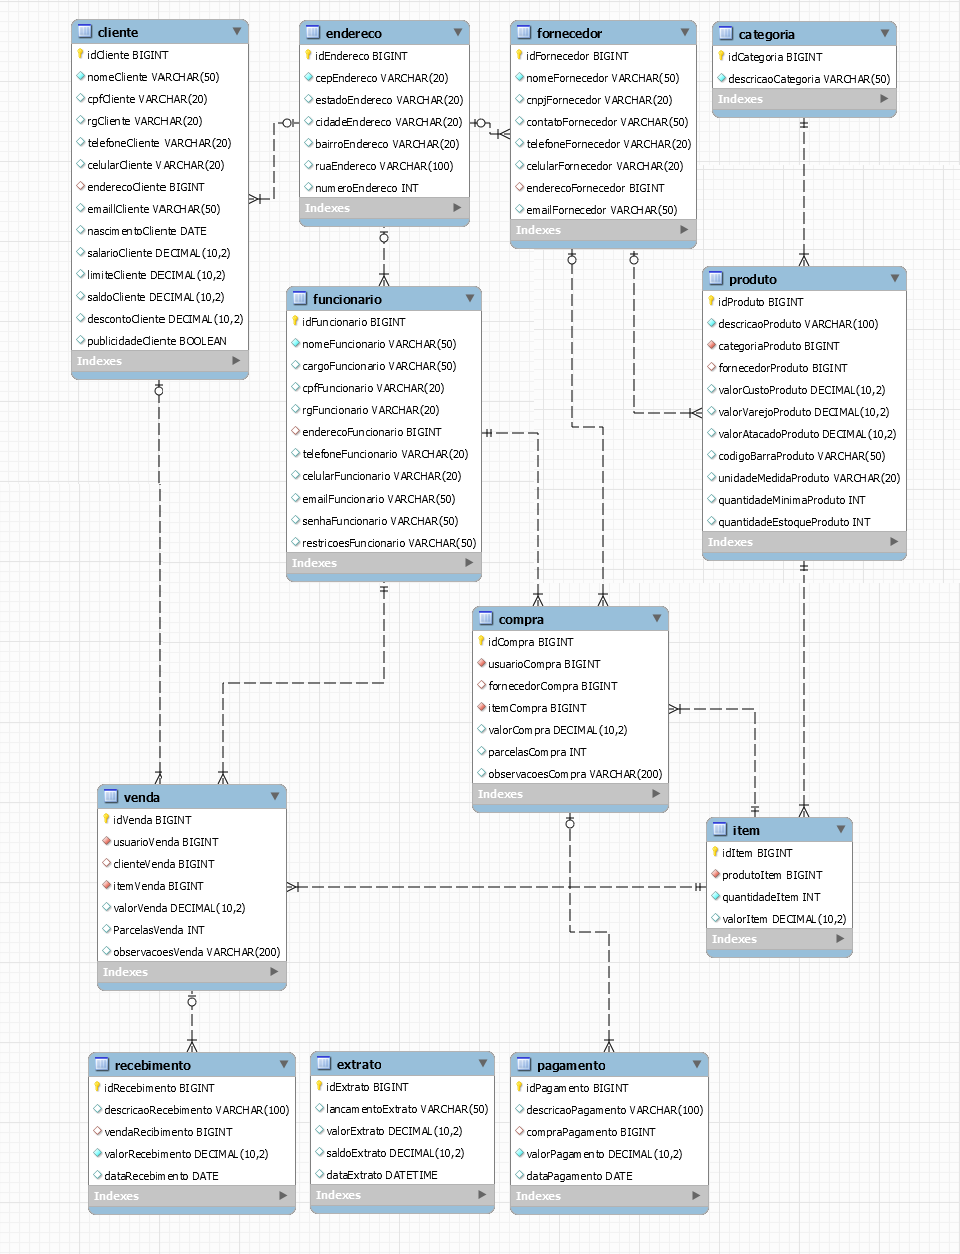 cliente
idCliente BIGINT
nomeCliente VARCHAR(50)
cpfCliente VARCHAR(20)
rgCliente VARCHAR(20)
telefoneCliente VARCHAR(20)
celularCliente VARCHAR(20)
enderecoCliente BIGINT
emaillCliente VARCHAR(50)
nascimentoCliente DATE
salarioCliente DECIMAL(10,2)
limiteCliente DECIMAL(10,2)
saldoCliente DECIMAL(10,2)
descontoCliente DECIMAL(10,2)
publicidadeCliente BOOLEAN
Indexes
endereco
idEndereco BIGINT
cepEndereco VARCHAR(20)
estadoEndereco VARCHAR(20)
cidadeEndereco VARCHAR(20)
bairroEndereco VARCHAR(20)
ruaEndereco VARCHAR(100)
numeroEndereco INT
Indexes
fornecedor
idFornecedor BIGINT
nomeFornecedor VARCHAR(50)
cnpjFornecedor VARCHAR(20)
contatoFornecedor VARCHAR(50)
telefoneFornecedor VARCHAR(20)
celularFornecedor VARCHAR(20)
enderecoFornecedor BIGINT
emailFornecedor VARCHAR(50)
Indexes
categoria
idCategoria BIGINT
descricaoCategoria VARCHAR(50)
Indexes
funcionario
idFuncionario BIGINT
nomeFuncionario VARCHAR(50)
cargoFuncionario VARCHAR(50)
cpfFuncionario VARCHAR(20)
rgFuncionario VARCHAR(20)
enderecoFuncionario BIGINT
telefoneFuncionario VARCHAR(20)
celularFuncionario VARCHAR(20)
emailFuncionario VARCHAR(50)
senhaFuncionario VARCHAR(50)
restricoesFuncionario VARCHAR(50)
Indexes
produto
idProduto BIGINT
descricaoProduto VARCHAR(100)
categoriaProduto BIGINT
fornecedorProduto BIGINT
valorCustoProduto DECIMAL(10,2)
valorVarejoProduto DECIMAL(10,2)
valorAtacadoProduto DECIMAL(10,2)
codigoBarraProduto VARCHAR(50)
unidadeMedidaProduto VARCHAR(20)
quantidadeMinimaProduto INT
quantidadeEstoqueProduto INT
Indexes
compra
idCompra BIGINT
usuarioCompra BIGINT
fornecedorCompra BIGINT
itemCompra BIGINT
valorCompra DECIMAL(10,2)
parcelasCompra INT
observacoesCompra VARCHAR(200)
Indexes
venda
idVenda BIGINT
usuarioVenda BIGINT
clienteVenda BIGINT
itemVenda BIGINT
valorVenda DECIMAL(10,2)
ParcelasVenda INT
observacoesVenda VARCHAR(200)
Indexes
item
idItem BIGINT
produtoItem BIGINT
quantidadeItem INT
valorItem DECIMAL(10,2)
Indexes
recebimento
idRecebimento BIGINT
descricaoRecebimento VARCHAR(100)
vendaRecibimento BIGINT
valorRecebimento DECIMAL(10,2)
dataRecebimento DATE
Indexes
extrato
idExtrato BIGINT
lancamentoExtrato VARCHAR(50)
valorExtrato DECIMAL(10,2)
saldoExtrato DECIMAL(10,2)
dataExtrato DATETIME
Indexes
pagamento
idPagamento BIGINT
descricaoPagamento VARCHAR(100)
compraPagamento BIGINT
valorPagamento DECIMAL(10,2)
dataPagamento DATE
Indexes